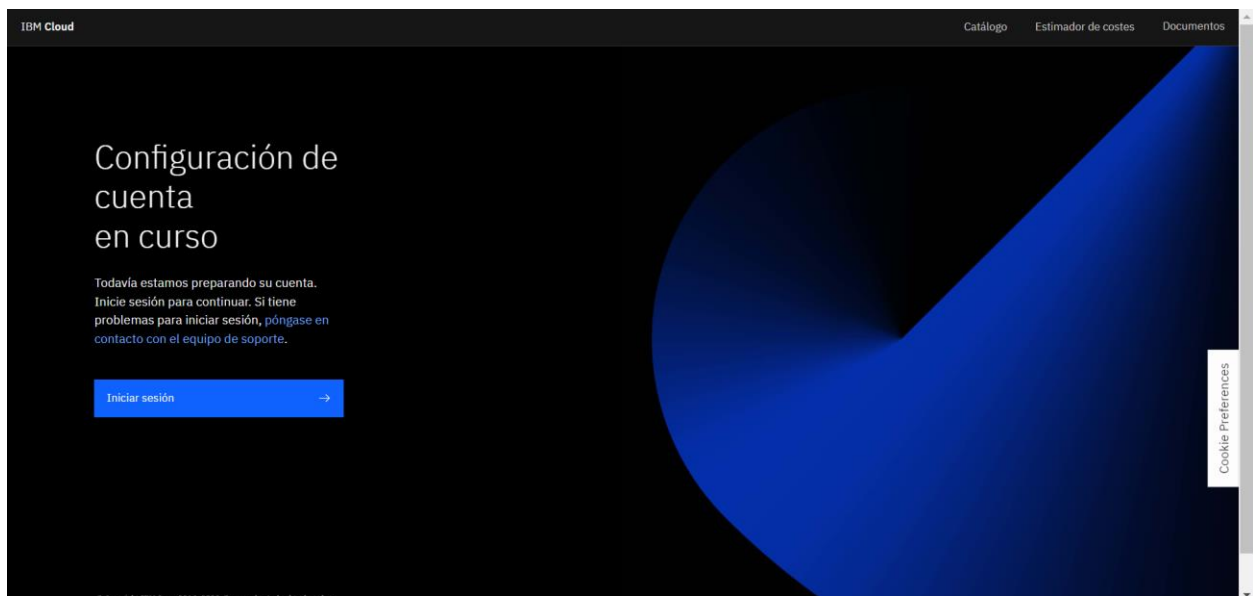 IBM Cloud
Catálogo
Estimador de costes
Documentos
Configuración de
cuenta
en curso
Todavía estamos preparando su cuenta.
Inicie sesión para continuar. Si tiene
problemas para iniciar sesión, póngase en
contacto con el equipo de soporte.
Iniciar sesión →
Cookie Preferences